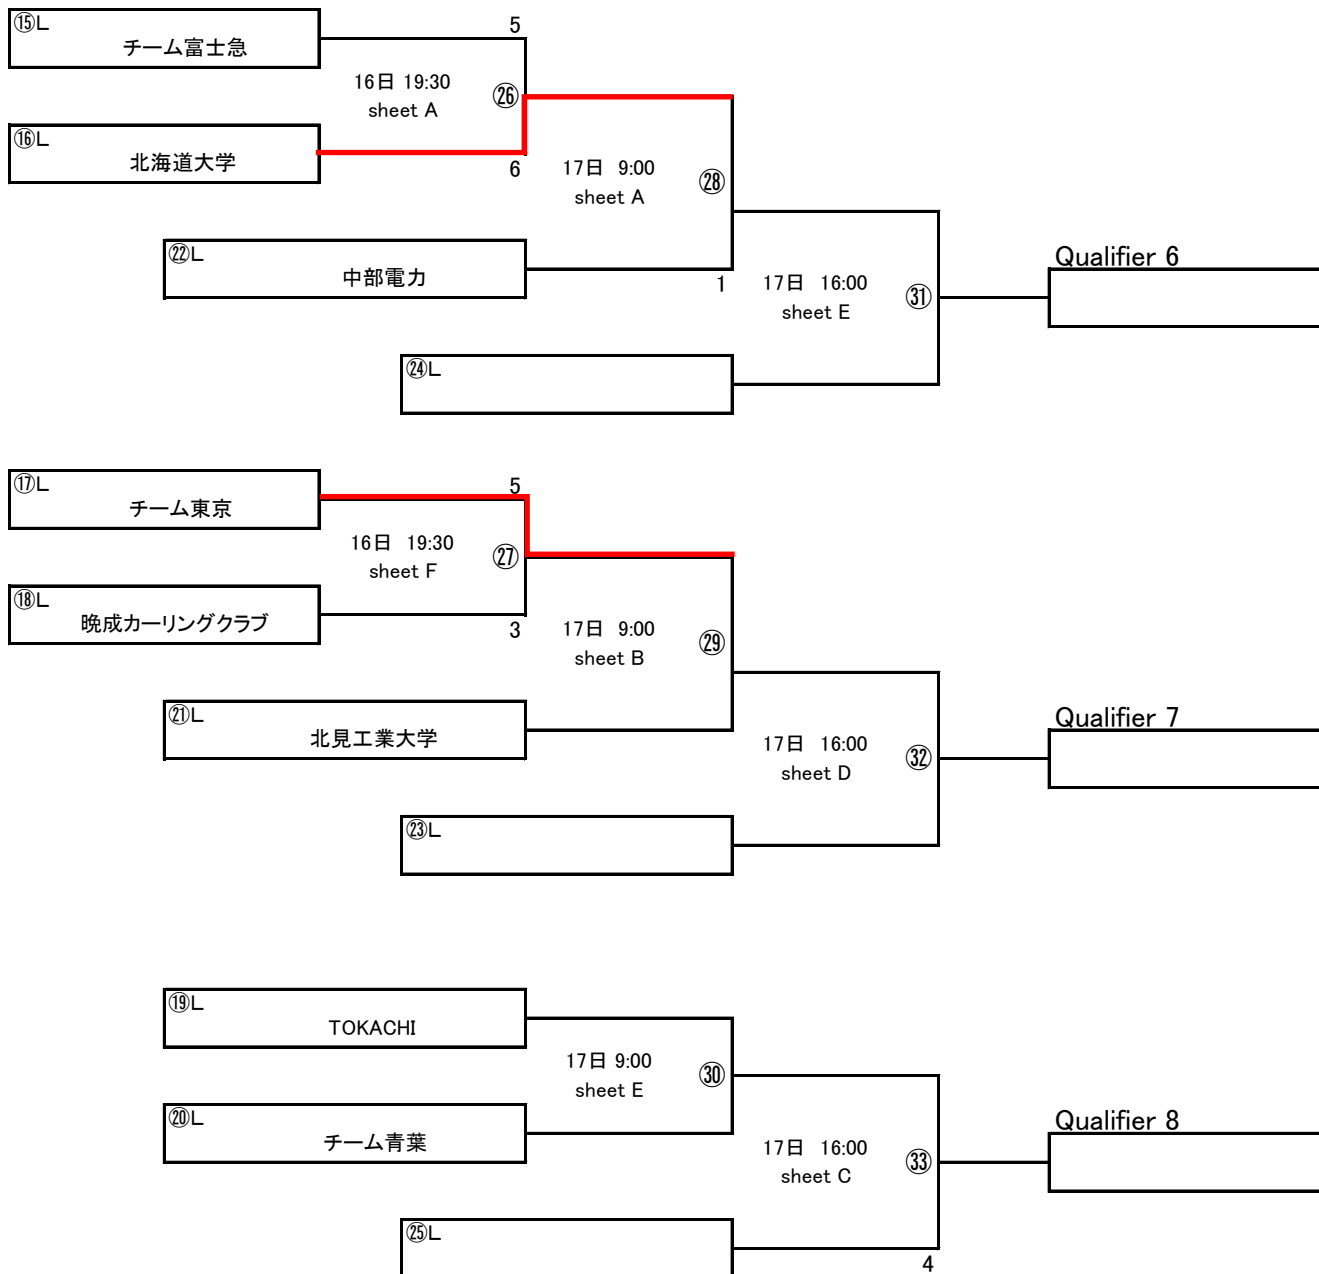 ⑮L
チーム富士急
5
16日 19:30
sheet A
㉖
⑯L
北海道大学
6
17日 9:00
sheet A
㉘
㉒L
中部電力
1
17日 16:00
sheet E
㉛
Qualifier 6
㉔L
⑰L
チーム東京
5
16日 19:30
sheet F
㉗
⑱L
晩成カーリングクラブ
3
17日 9:00
sheet B
㉙
㉑L
北見工業大学
17日 16:00
sheet D
㉜
Qualifier 7
㉓L
⑲L
TOKACHI
17日 9:00
sheet E
㉚
⑳L
チーム青葉
17日 16:00
sheet C
㉝
Qualifier 8
㉕L
4